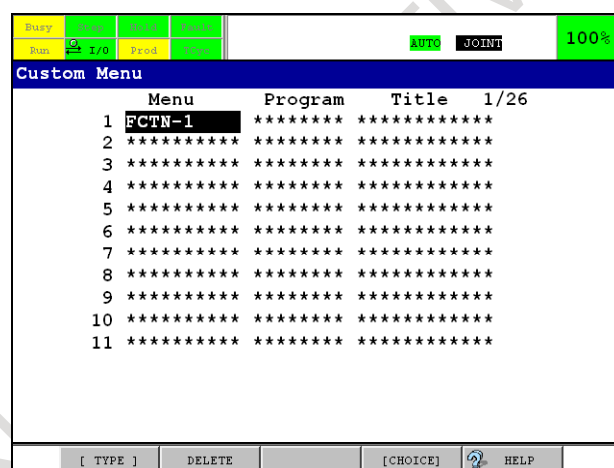 Busy Step Hold Fault
Run I/O Prod TCyc
AUTO JOINT 100%
Custom Menu
Menu Program Title 1/26
1 FCTN-1 ******** ************
2 ********** ******** ************
3 ********** ******** ************
4 ********** ******** ************
5 ********** ******** ************
6 ********** ******** ************
7 ********** ******** ************
8 ********** ******** ************
9 ********** ******** ************
10 ********** ******** ************
11 ********** ******** ************
[ TYPE ] DELETE [CHOICE] HELP